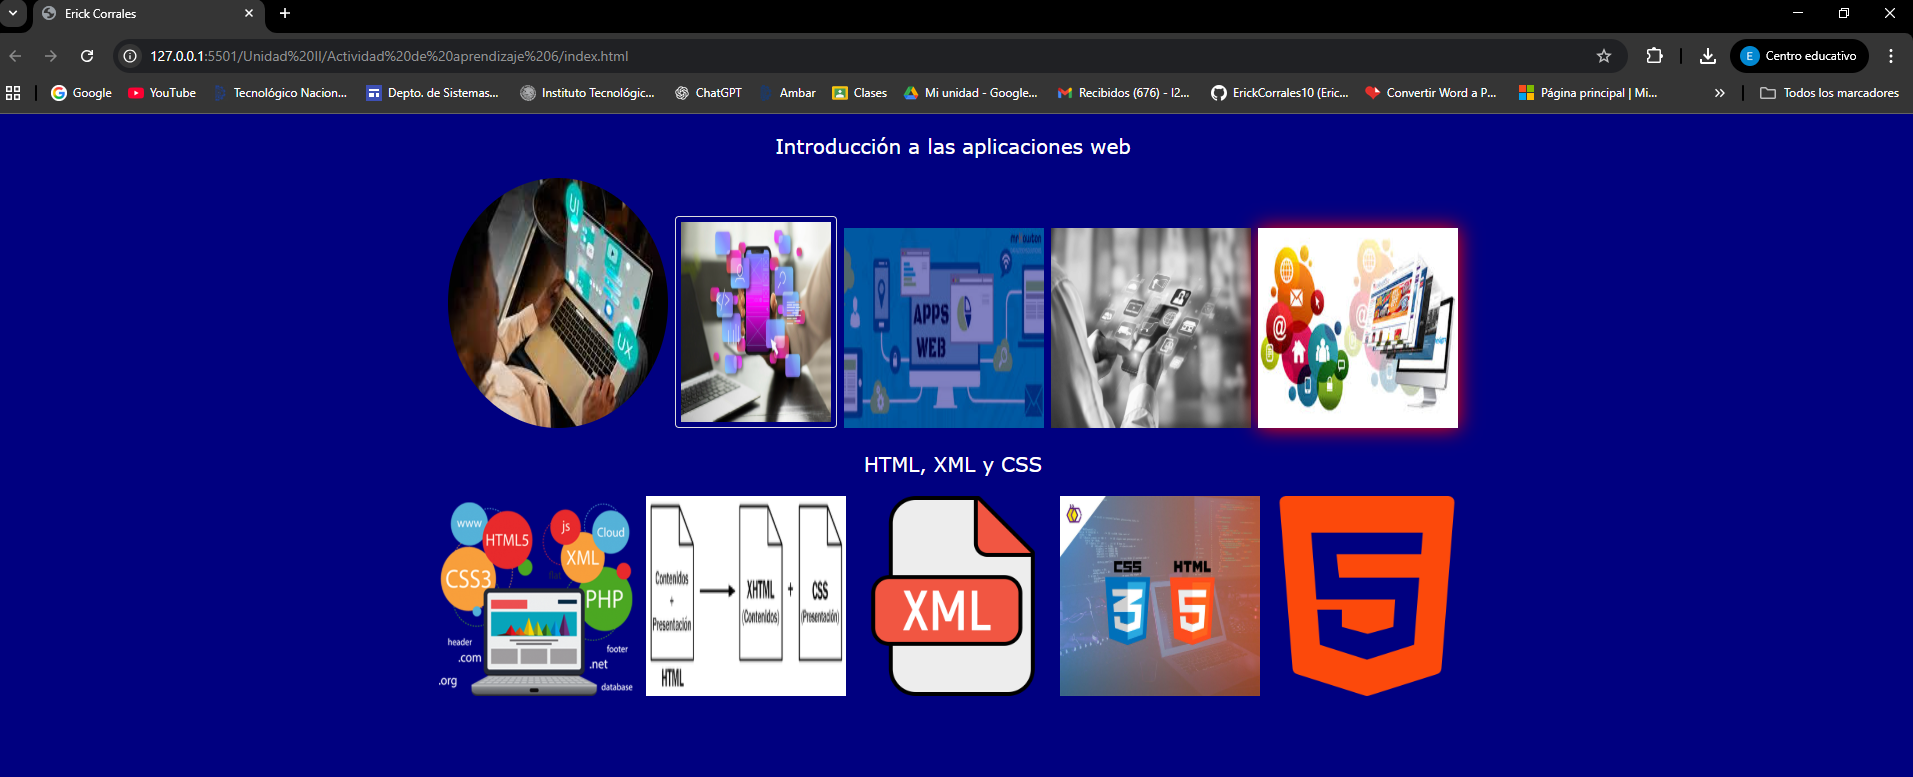 Erick Corrales
127.0.0.1:5501/Unidad%20II/Actividad%20de%20aprendizaje%206/index.html
Centro educativo
Google
YouTube
Tecnológico Nacion...
Depto. de Sistemas...
Instituto Tecnológic...
ChatGPT
Ambar
Clases
Mi unidad - Google...
Recibidos (676) - l2...
ErickCorrales10 (Eric...
Convertir Word a P...
Página principal | Mi...
Todos los marcadores
Introducción a las aplicaciones web
UI
UX
APPS
WEB
HTML, XML y CSS
www
HTML5
CSS3
js
Cloud
XML
flat
PHP
header
.com
.org
footer
.net
database
Contenidos
+
Presentación
HTML
XHTML
(Contenidos)
+
CSS
(Presentación)
XML
CSS
3
HTML
5
5